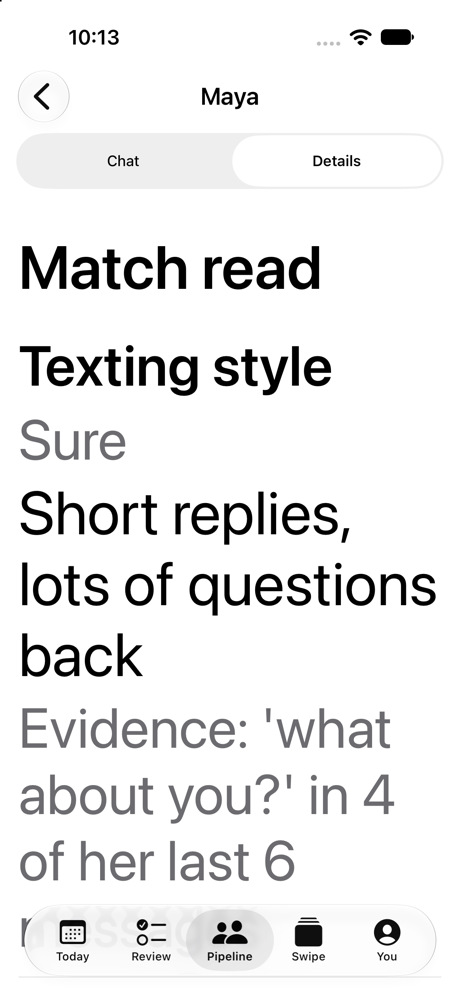 10:13
Maya
Chat
Details
Match read
Texting style
Sure
Short replies,
lots of questions
back
Evidence: 'what
about you?' in 4
of her last 6
Today
Review
Pipeline
Swipe
You